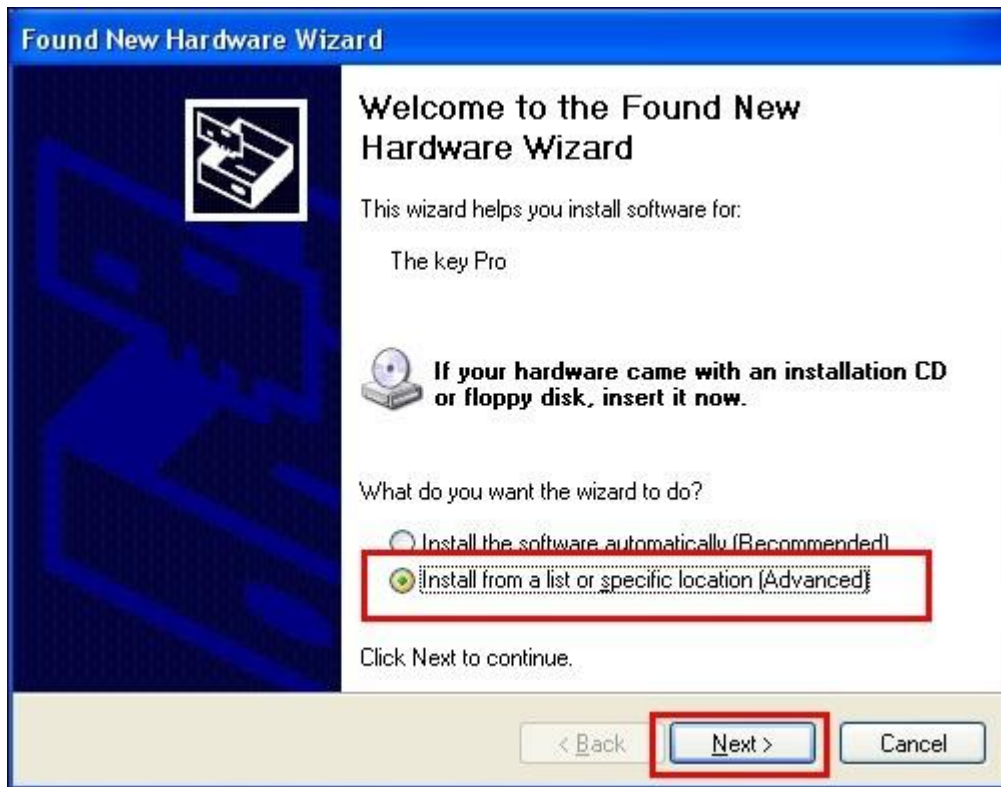 Found New Hardware Wizard
Welcome to the Found New
Hardware Wizard
This wizard helps you install software for:
The key Pro
If your hardware came with an installation CD
or floppy disk, insert it now.
What do you want the wizard to do?
Install the software automatically (Recommended)
Install from a list or specific location (Advanced)
Click Next to continue.
< Back
Next >
Cancel